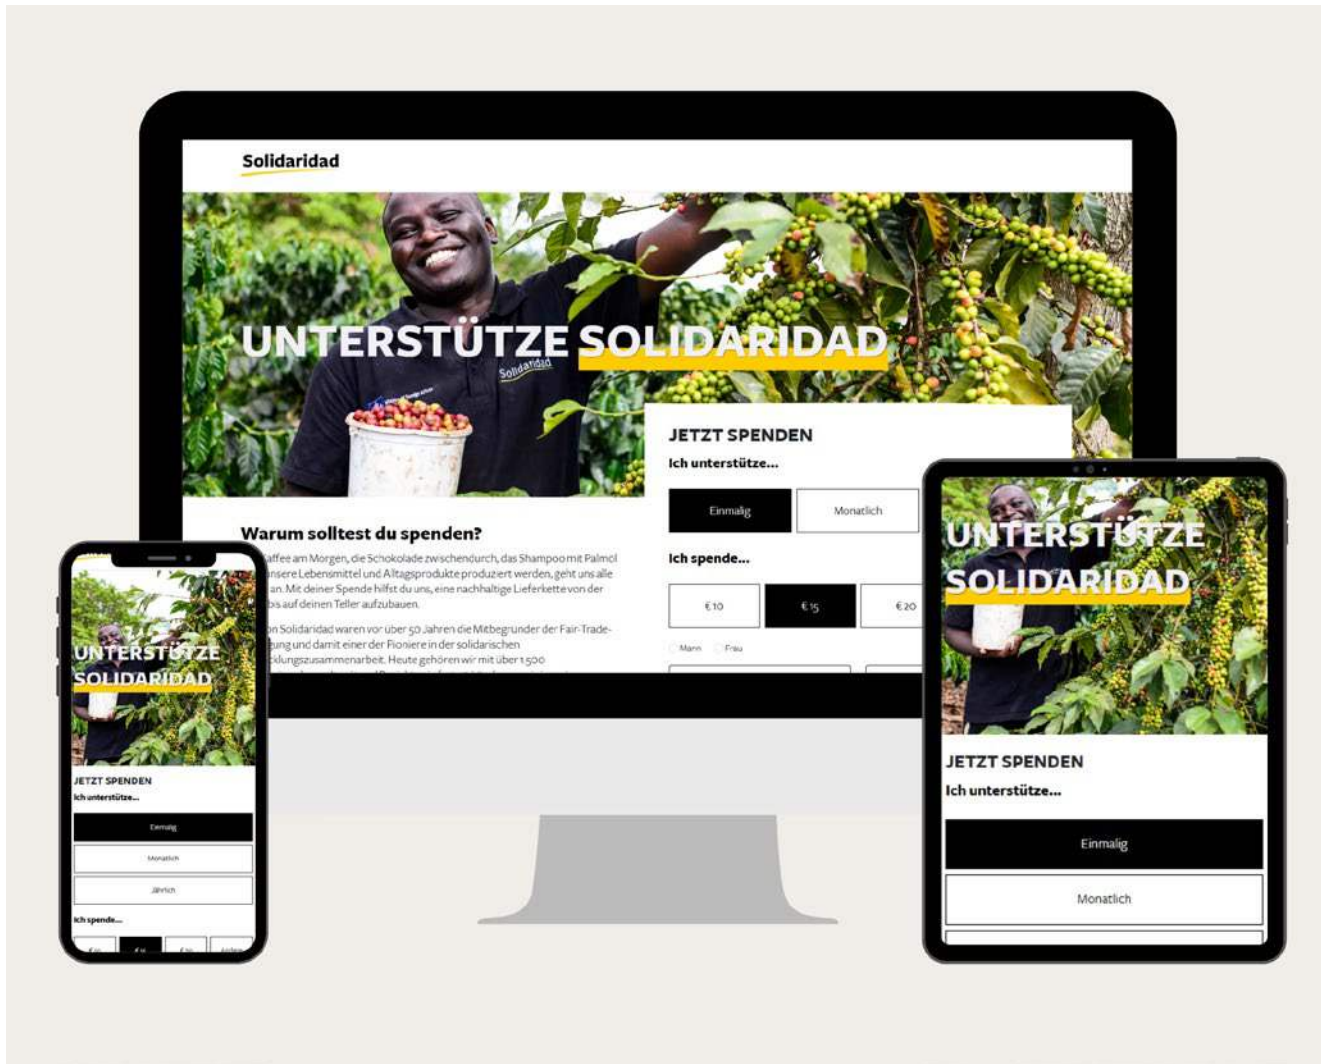 Solidaridad
UNTERSTÜTZE SOLIDARIDAD
Solidaridad
JETZT SPENDEN
Ich unterstütze...
Einmalig
Monatlich
Ich spende...
€ 10
€ 15
€ 20
Mann
Frau
Warum solltest du spenden?
am Morgen, die Schokolade zwischendurch, das Shampoo mit Palmöl
unsere Lebensmittel und Alltagsprodukte produziert werden, geht uns alle
an. Mit deiner Spende hilfst du uns, eine nachhaltige Lieferkette von der
bis auf deinen Teller aufzubauen.
Solidaridad waren vor über 50 Jahren die Mitbegründer der Fair-Trade-
und damit einer der Pioniere in der solidarischen
Heute gehören wir mit über 1.500
UNTERSTÜTZE
SOLIDARIDAD
JETZT SPENDEN
Ich unterstütze...
Einmalig
Monatlich
Jährlich
Ich spende...
UNTERSTÜTZE
SOLIDARIDAD
JETZT SPENDEN
Ich unterstütze...
Einmalig
Monatlich